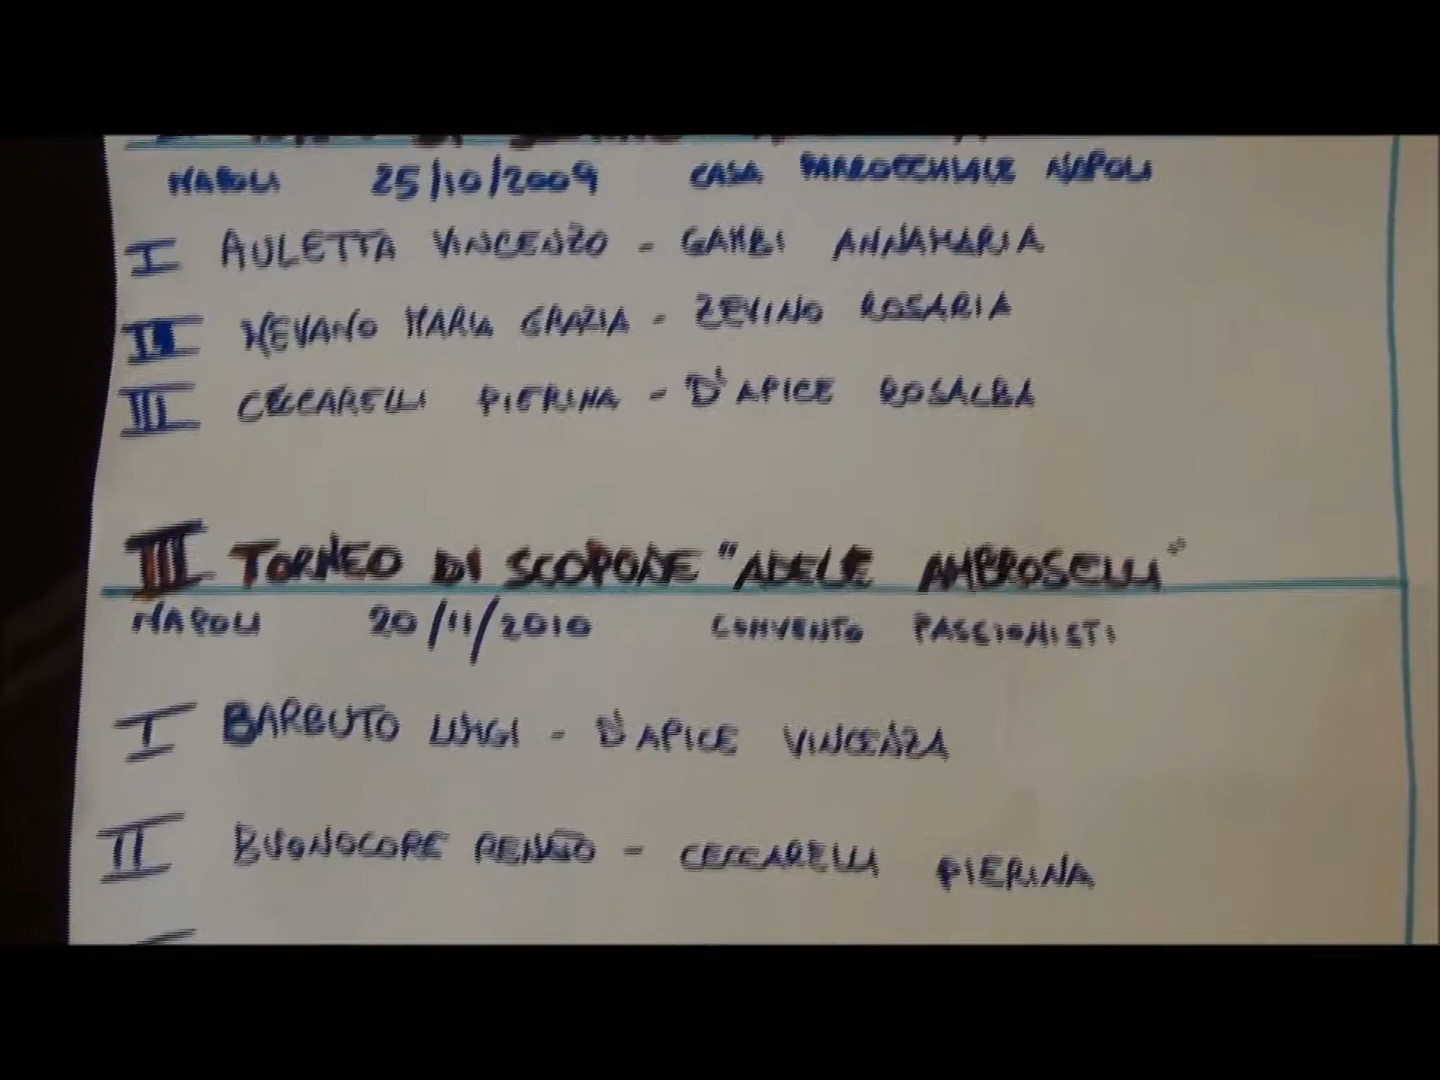 NAPOLI 25/10/2009 CASA PARROCCHIALE NAPOLI
I AULETTA VINCENZO - GAMBI ANNAMARIA
II NEVANO MARIA GRAZIA - ZEVINO ROSARIA
III CECCARELLI PIERINA - D'APICE ROSALBA
III TORNEO DI SCOPONE "ADELE AMBROSELLI"
NAPOLI 20/11/2010 CONVENTO PASSIONISTI
I BARBUTO LUIGI - D'APICE VINCENZA
II BUONOCORE RENATO - CECCARELLI PIERINA